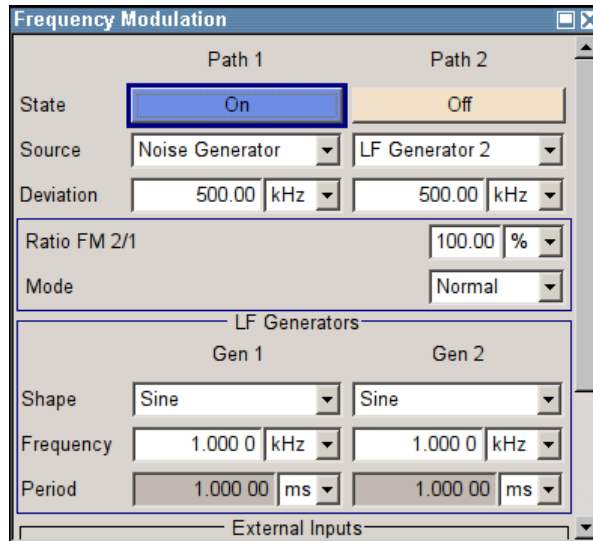 Frequency Modulation
Path 1 Path 2
State On Off
Source Noise Generator LF Generator 2
Deviation 500.00 kHz 500.00 kHz
Ratio FM 2/1 100.00 %
Mode Normal
LF Generators
Gen 1 Gen 2
Shape Sine Sine
Frequency 1.000 0 kHz 1.000 0 kHz
Period 1.000 00 ms 1.000 00 ms
External Inputs